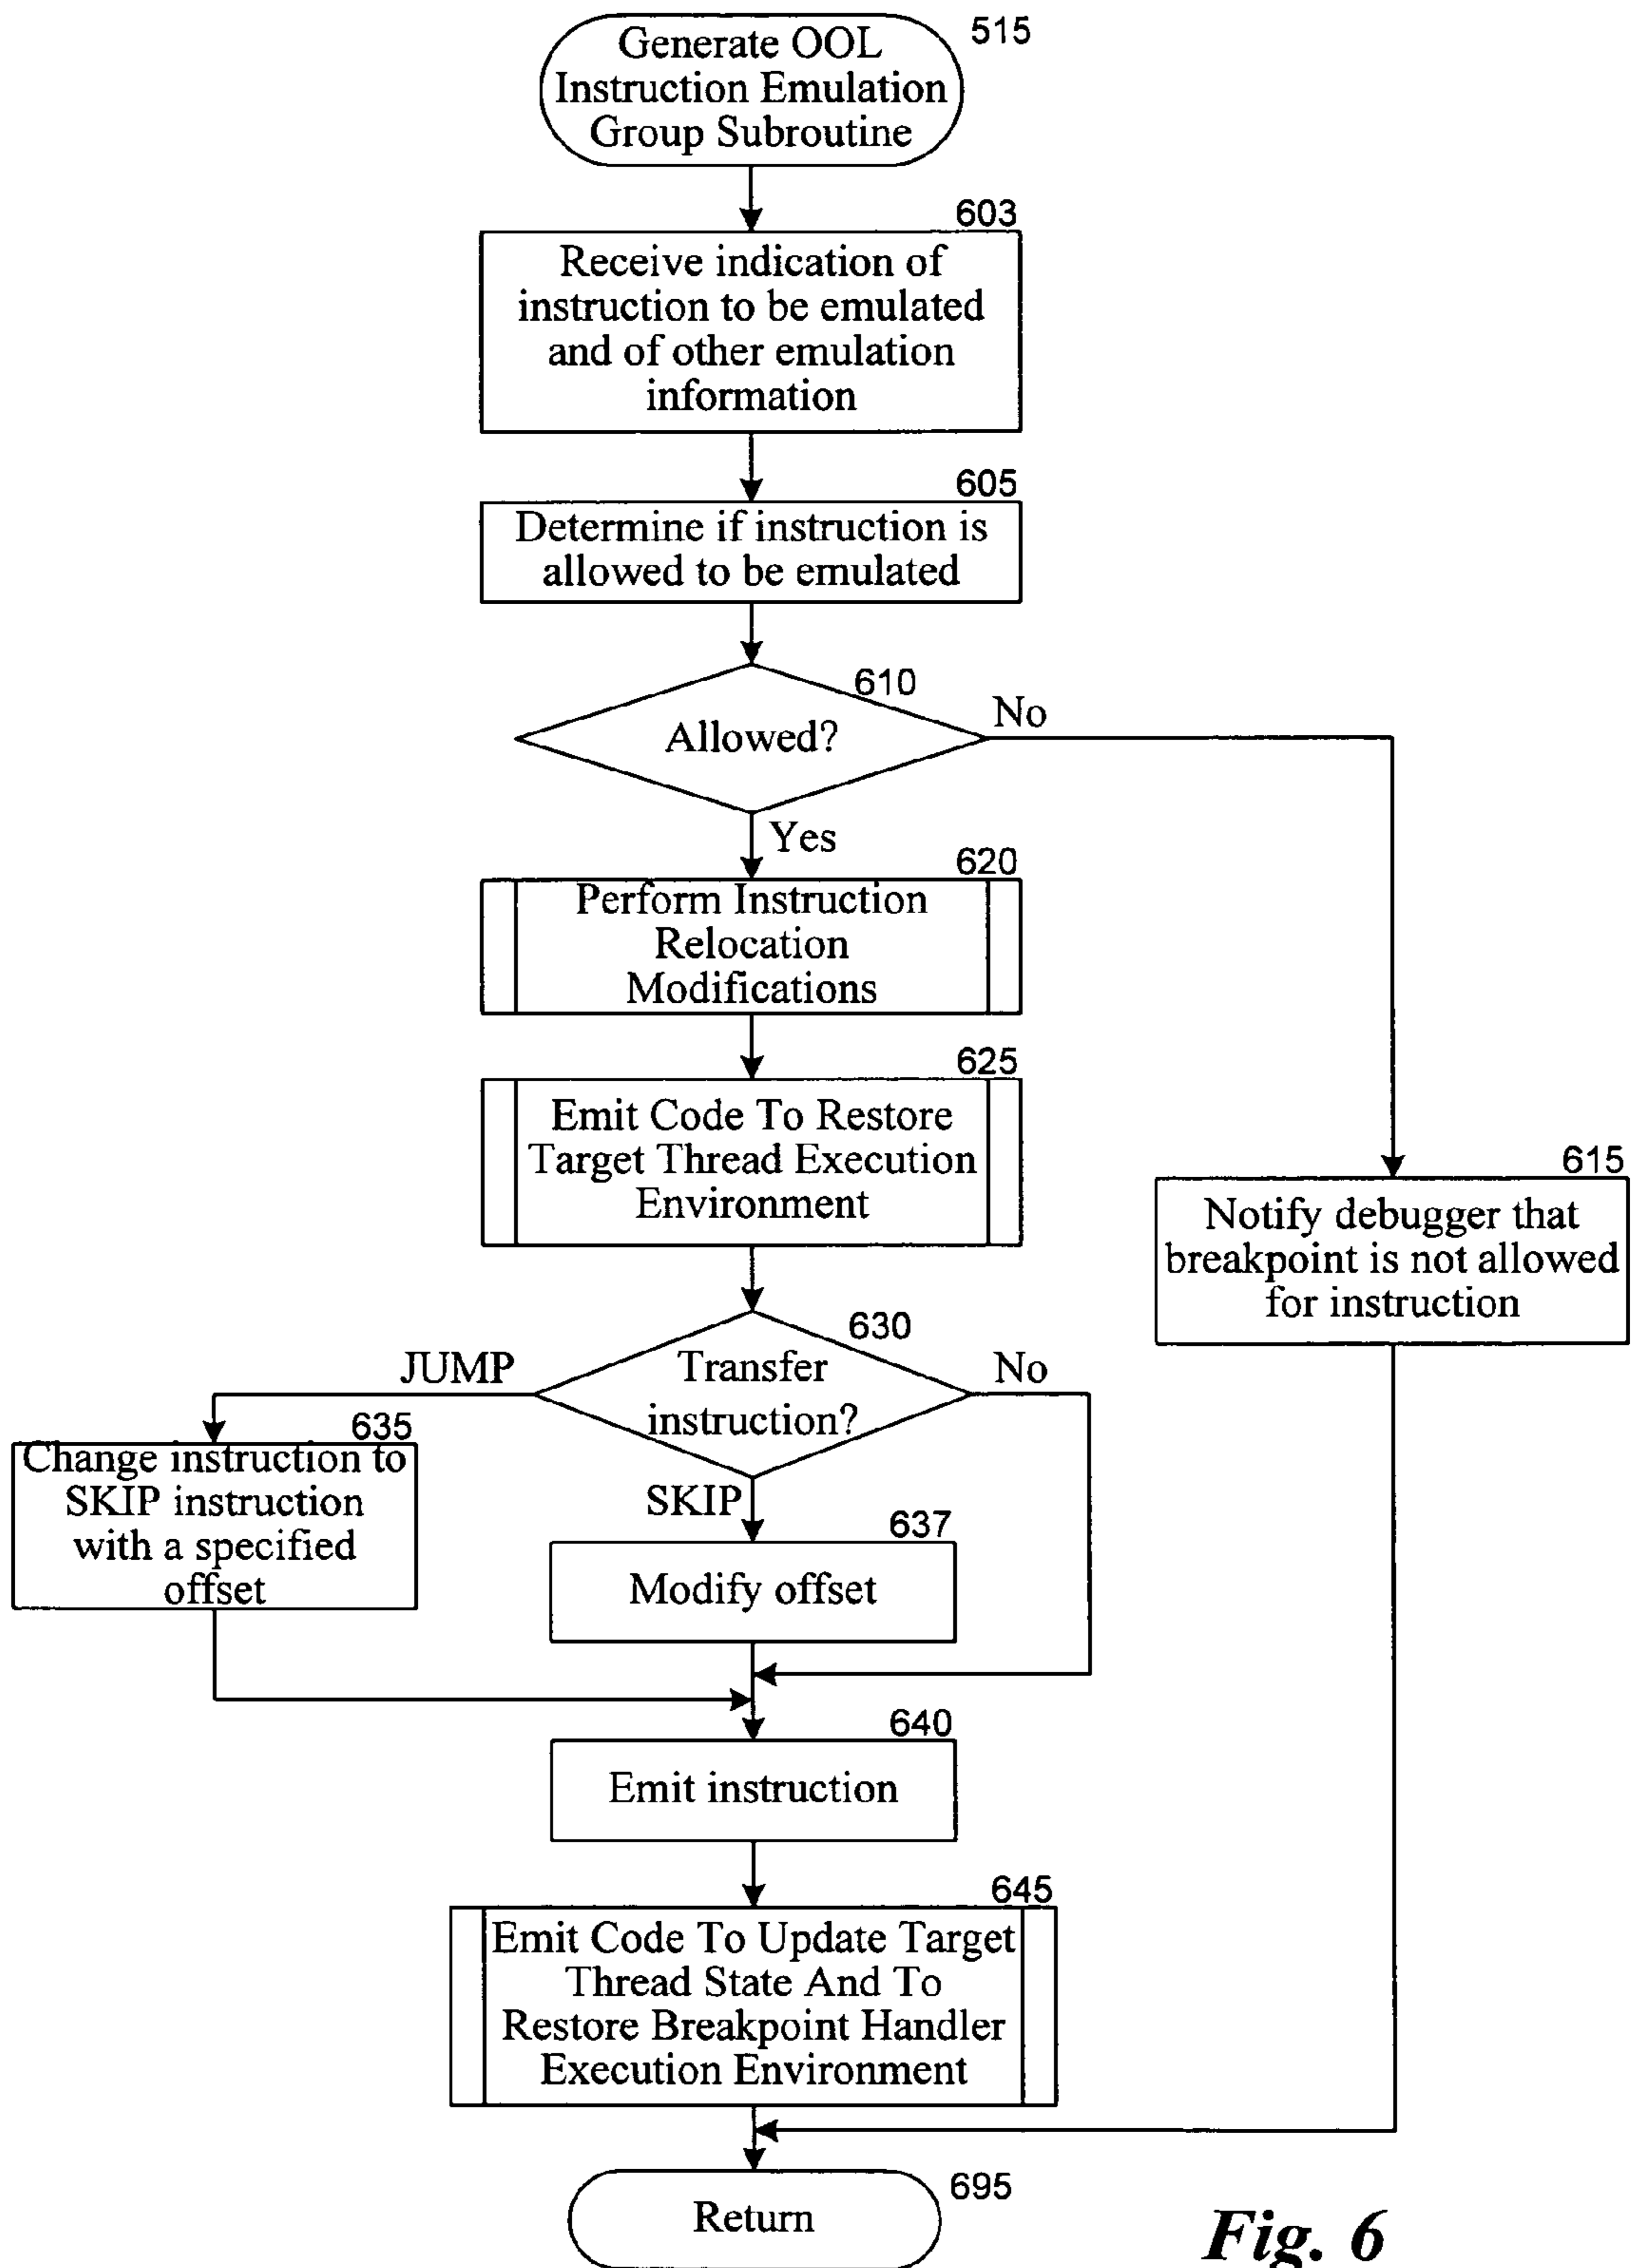 Generate OOL
Instruction Emulation
Group Subroutine
515
603
Receive indication of
instruction to be emulated
and of other emulation
information
605
Determine if instruction is
allowed to be emulated
610
Allowed?
No
Yes
620
Perform Instruction
Relocation
Modifications
625
Emit Code To Restore
Target Thread Execution
Environment
615
Notify debugger that
breakpoint is not allowed
for instruction
630
Transfer
instruction?
JUMP
No
SKIP
635
Change instruction to
SKIP instruction
with a specified
offset
637
Modify offset
640
Emit instruction
645
Emit Code To Update Target
Thread State And To
Restore Breakpoint Handler
Execution Environment
695
Return
Fig. 6